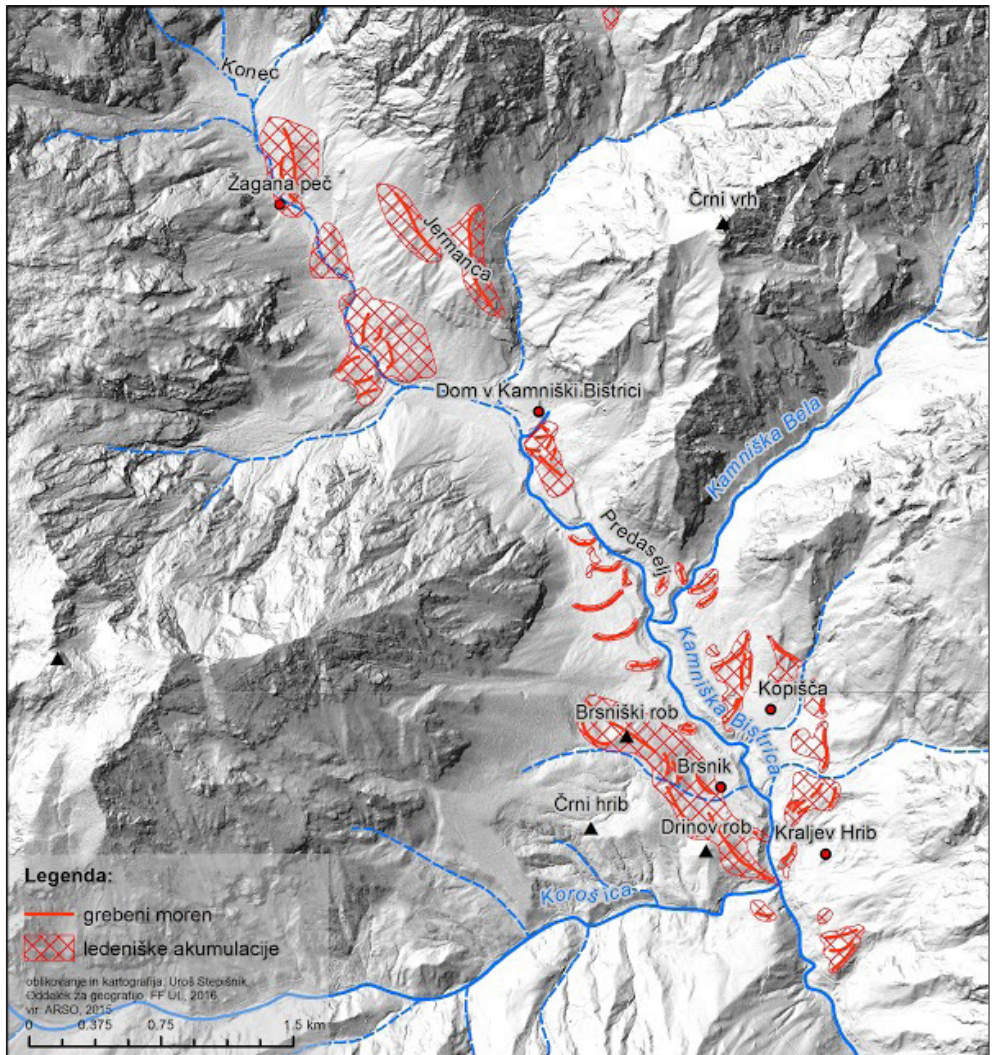 Konec
Žagana peč
Jermanca
Črni vrh
Dom v Kamniški Bistrici
Kamniška Bela
Predaselj
Kamniška Bistrica
Kopišča
Brsniški rob
Brsnik
Črni hrib
Drinov rob
Kraljev Hrib
Korošica
Legenda:
grebeni moren
ledeniške akumulacije
oblikovanje in kartografija: Uroš Stepišnik,
Oddelek za geografijo, FF UL, 2016
vir: ARSO, 2015
0 0.375 0.75 1.5 km